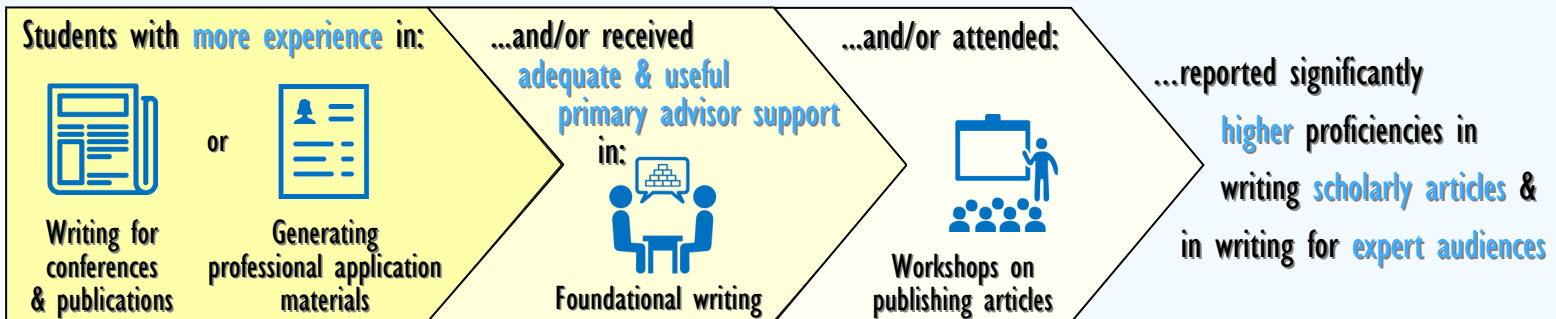 Students with more experience in:
or
Writing for
conferences
& publications
Generating
professional application
materials
...and/or received
adequate & useful
primary advisor support
in:
Foundational writing
...and/or attended:
Workshops on
publishing articles
...reported significantly
higher proficiencies in
writing scholarly articles &
in writing for expert audiences